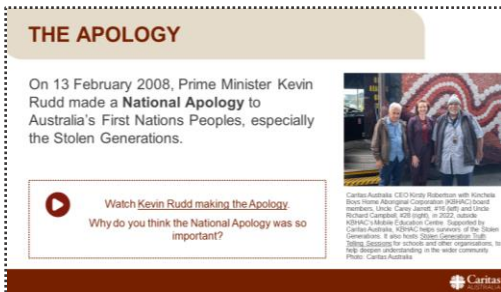 THE APOLOGY
On 13 February 2008, Prime Minister Kevin
Rudd made a National Apology to
Australia's First Nations Peoples, especially
the Stolen Generations.
Watch Kevin Rudd making the Apology.
Why do you think the National Apology was so
important?
Caritas Australia CEO Kirsty Robertson with Kinchela
Boys Home Aboriginal Corporation (KBHAC) board
members, Uncle Carey Jarrott, #16 (left) and Uncle
Richard Campbell, #28 (right), in 2022, outside
KBHAC's Mobile Education Centre. Supported by
Caritas Australia, KBHAC helps survivors of the Stolen
Generations. It also hosts Stolen Generation Truth
Telling Sessions for schools and other organisations, to
help deepen understanding in the wider community.
Photo: Caritas Australia
Caritas
AUSTRALIA